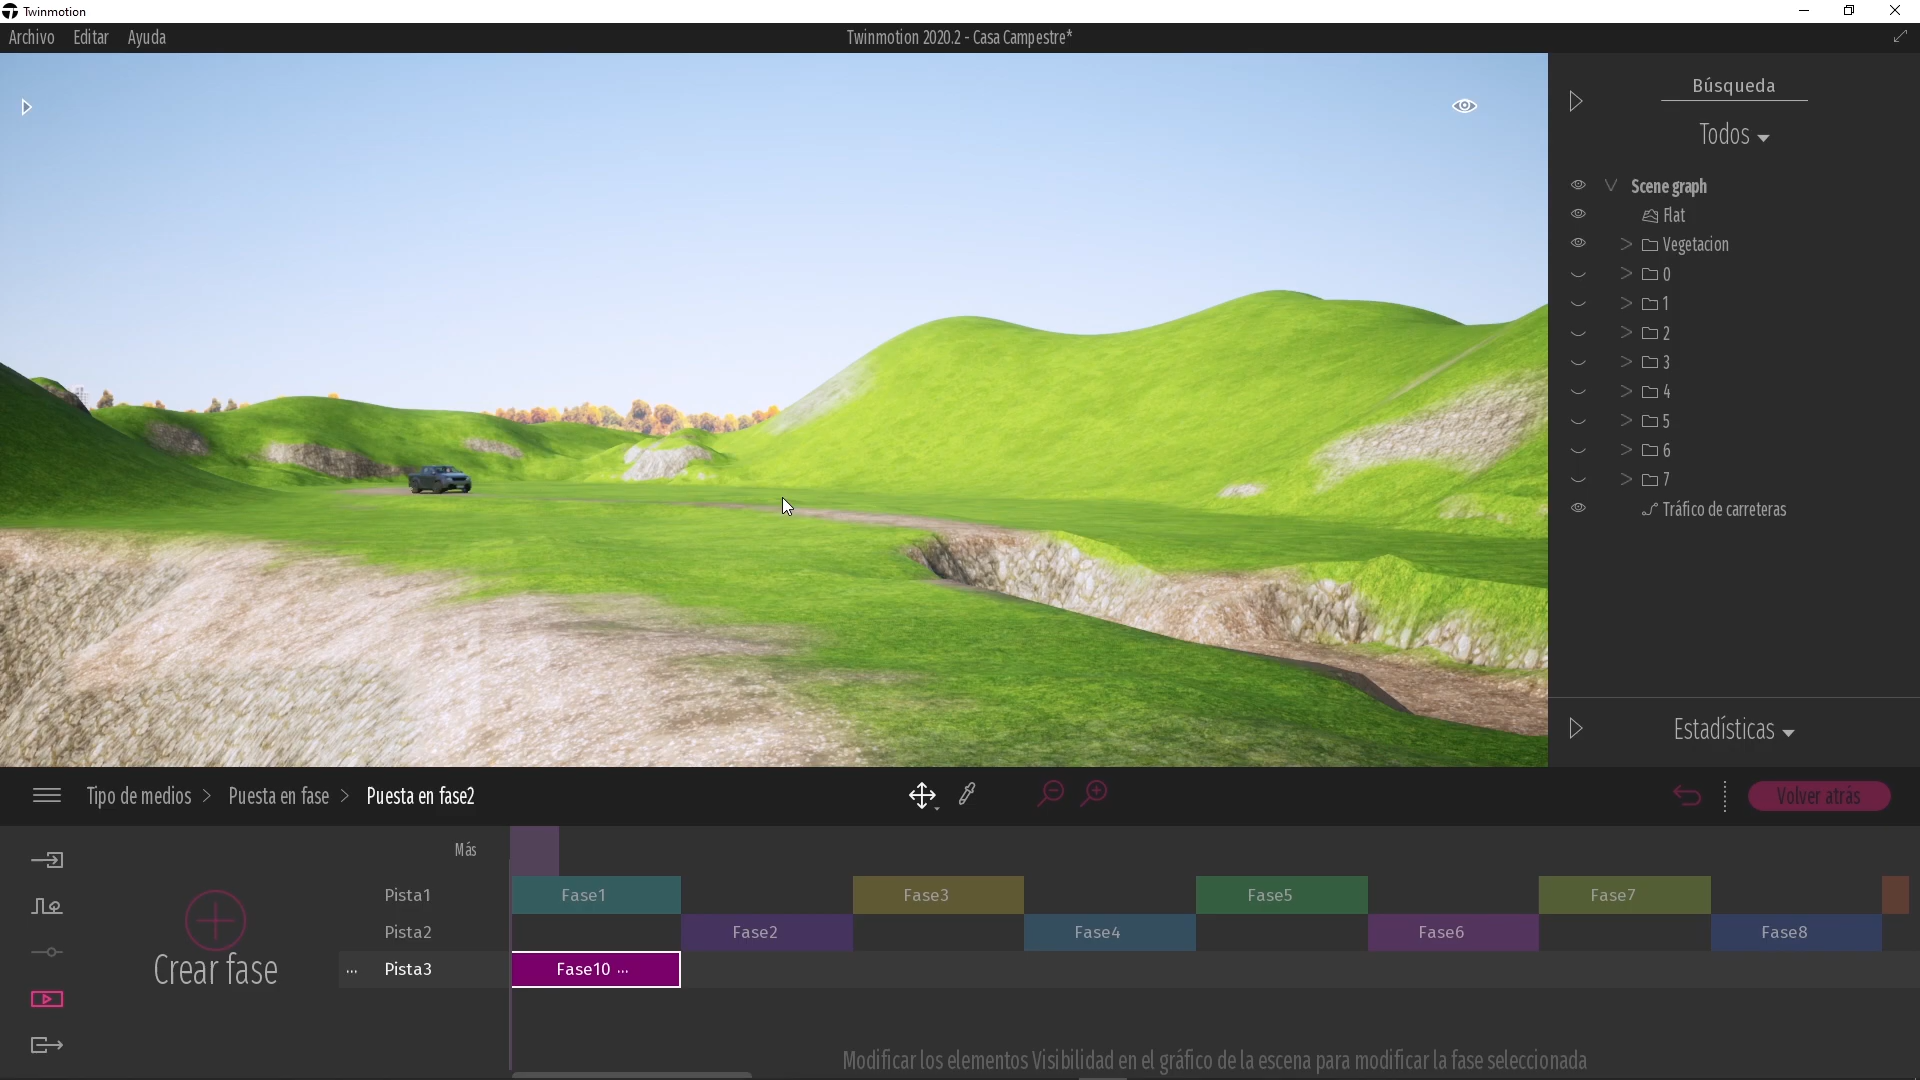 Twinmotion
Archivo Editar Ayuda
Twinmotion 2020.2 - Casa Campestre*
Búsqueda
Todos
Scene graph
Flat
Vegetacion
0
1
2
3
4
5
6
7
Tráfico de carreteras
Estadísticas
Tipo de medios > Puesta en fase > Puesta en fase2
Volver atrás
Más
Pista1 Fase1 Fase3 Fase5 Fase7
Pista2 Fase2 Fase4 Fase6 Fase8
... Pista3 Fase10 ...
Crear fase
Modificar los elementos Visibilidad en el gráfico de la escena para modificar la fase seleccionada